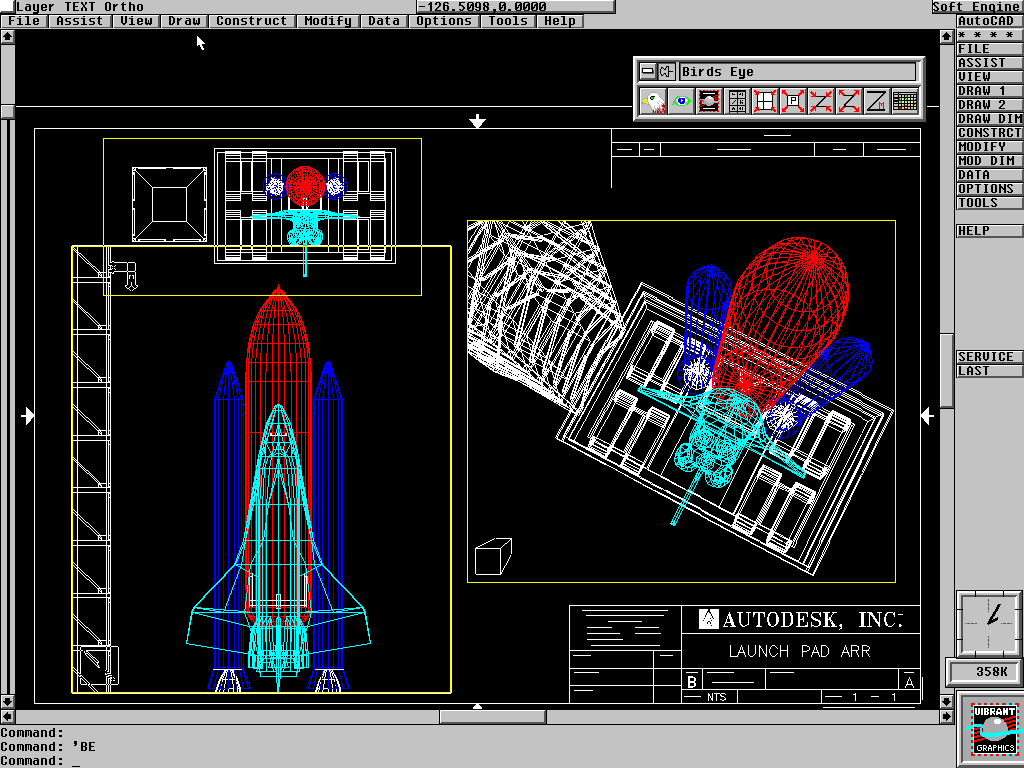 Layer TEXT Ortho
-126.5098,0.0000
Soft Engine
File Assist View Draw Construct Modify Data Options Tools Help
AutoCAD
* * * *
FILE
ASSIST
VIEW
DRAW 1
DRAW 2
DRAW DIM
CONSTRCT
MODIFY
MOD DIM
DATA
OPTIONS
TOOLS
HELP
SERVICE
LAST
Birds Eye
P
Z
M
AUTODESK, INC.
LAUNCH PAD ARR
B
A
NTS
1 - 1
358K
VIBRANT
GRAPHICS
Command:
Command: 'BE
Command: _